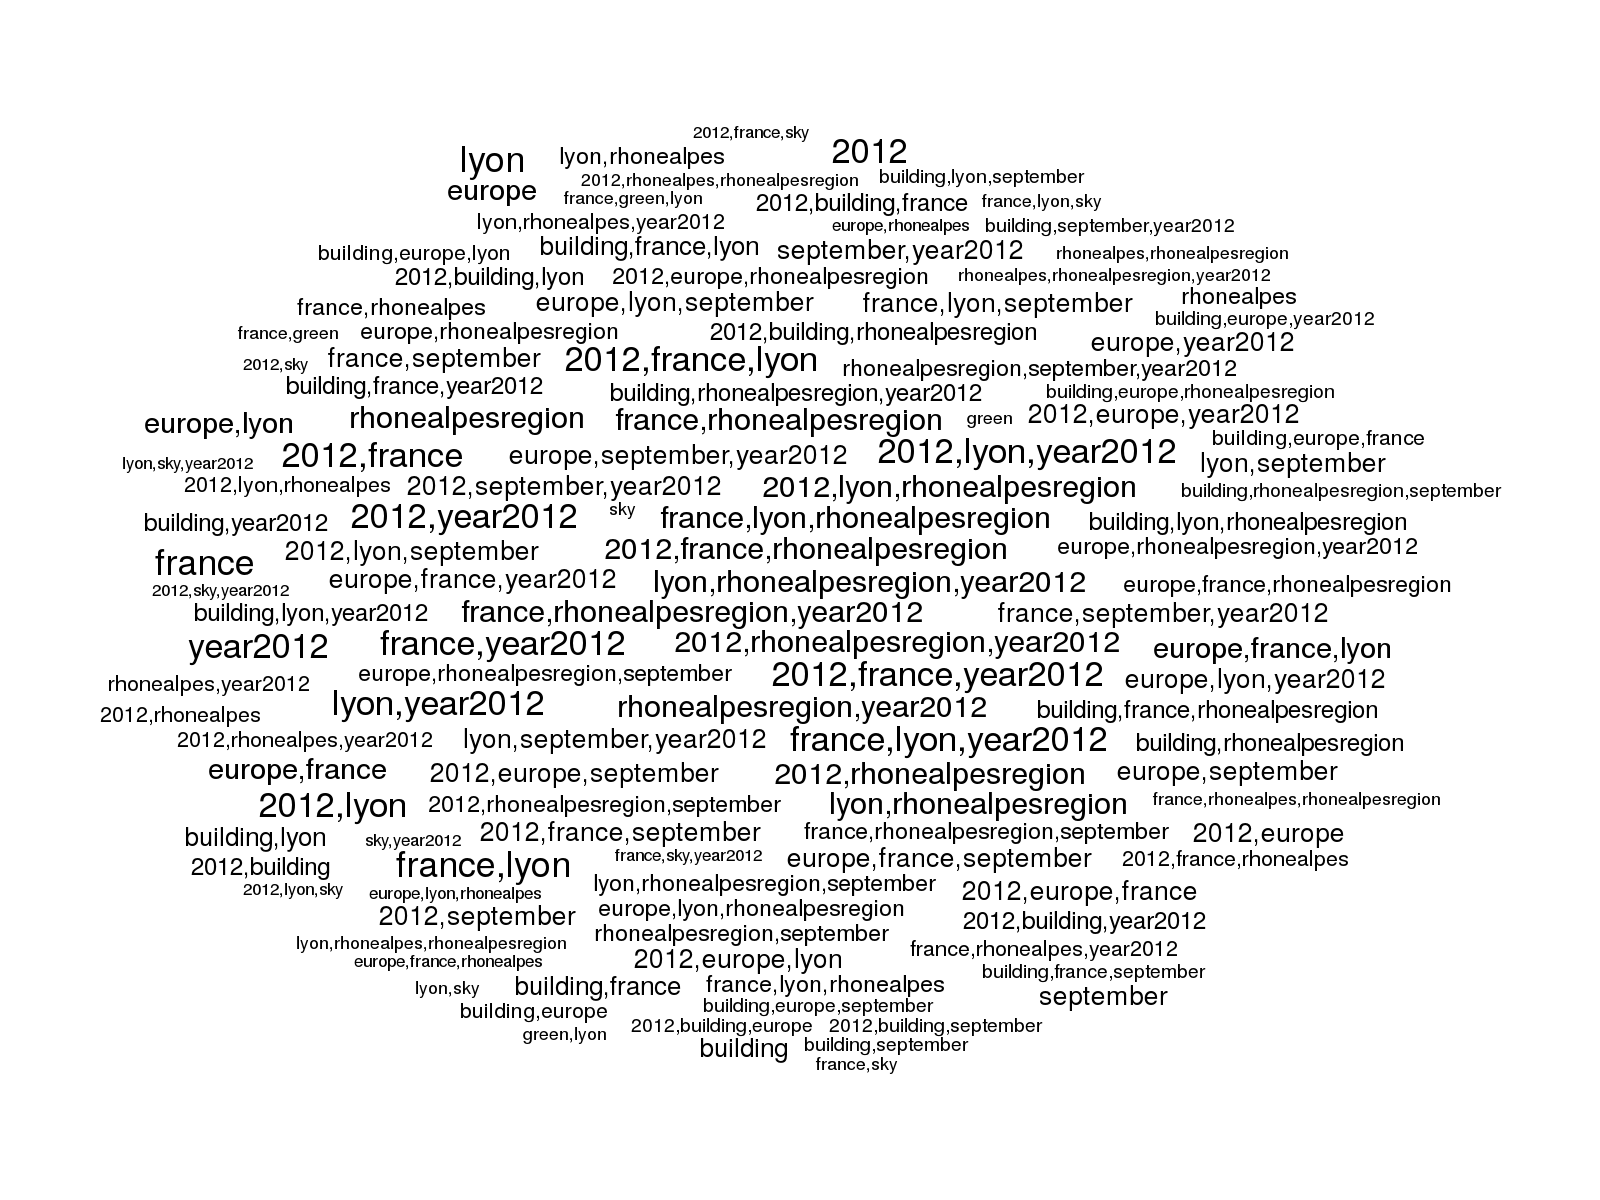 2012,france,sky
lyon lyon,rhonealpes 2012
europe 2012,rhonealpes,rhonealpesregion building,lyon,september
france,green,lyon 2012,building,france france,lyon,sky
lyon,rhonealpes,year2012 europe,rhonealpes building,september,year2012
building,europe,lyon building,france,lyon september,year2012 rhonealpes,rhonealpesregion
2012,building,lyon 2012,europe,rhonealpesregion rhonealpes,rhonealpesregion,year2012
france,rhonealpes europe,lyon,september france,lyon,september rhonealpes
france,green europe,rhonealpesregion 2012,building,rhonealpesregion building,europe,year2012
2012,sky france,september 2012,france,lyon rhonealpesregion,september,year2012 europe,year2012
building,france,year2012 building,rhonealpesregion,year2012 building,europe,rhonealpesregion
europe,lyon rhonealpesregion france,rhonealpesregion green 2012,europe,year2012
lyon,sky,year2012 2012,france europe,september,year2012 2012,lyon,year2012 building,europe,france
lyon,september
2012,lyon,rhonealpes 2012,september,year2012 2012,lyon,rhonealpesregion building,rhonealpesregion,september
building,year2012 2012,year2012 sky france,lyon,rhonealpesregion building,lyon,rhonealpesregion
france 2012,lyon,september 2012,france,rhonealpesregion europe,rhonealpesregion,year2012
2012,sky,year2012 europe,france,year2012 lyon,rhonealpesregion,year2012 europe,france,rhonealpesregion
building,lyon,year2012 france,rhonealpesregion,year2012 france,september,year2012
year2012 france,year2012 2012,rhonealpesregion,year2012 europe,france,lyon
rhonealpes,year2012 europe,rhonealpesregion,september 2012,france,year2012 europe,lyon,year2012
2012,rhonealpes lyon,year2012 rhonealpesregion,year2012 building,france,rhonealpesregion
2012,rhonealpes,year2012 lyon,september,year2012 france,lyon,year2012 building,rhonealpesregion
europe,france 2012,europe,september 2012,rhonealpesregion europe,september
2012,lyon 2012,rhonealpesregion,september lyon,rhonealpesregion france,rhonealpes,rhonealpesregion
building,lyon sky,year2012 2012,france,september france,rhonealpesregion,september 2012,europe
2012,building france,lyon france,sky,year2012 europe,france,september 2012,france,rhonealpes
2012,lyon,sky europe,lyon,rhonealpes lyon,rhonealpesregion,september 2012,europe,france
2012,september europe,lyon,rhonealpesregion 2012,building,year2012
lyon,rhonealpes,rhonealpesregion rhonealpesregion,september france,rhonealpes,year2012
europe,france,rhonealpes 2012,europe,lyon building,france,september
lyon,sky building,france france,lyon,rhonealpes september
building,europe building,europe,september
green,lyon 2012,building,europe 2012,building,september
building building,september
france,sky